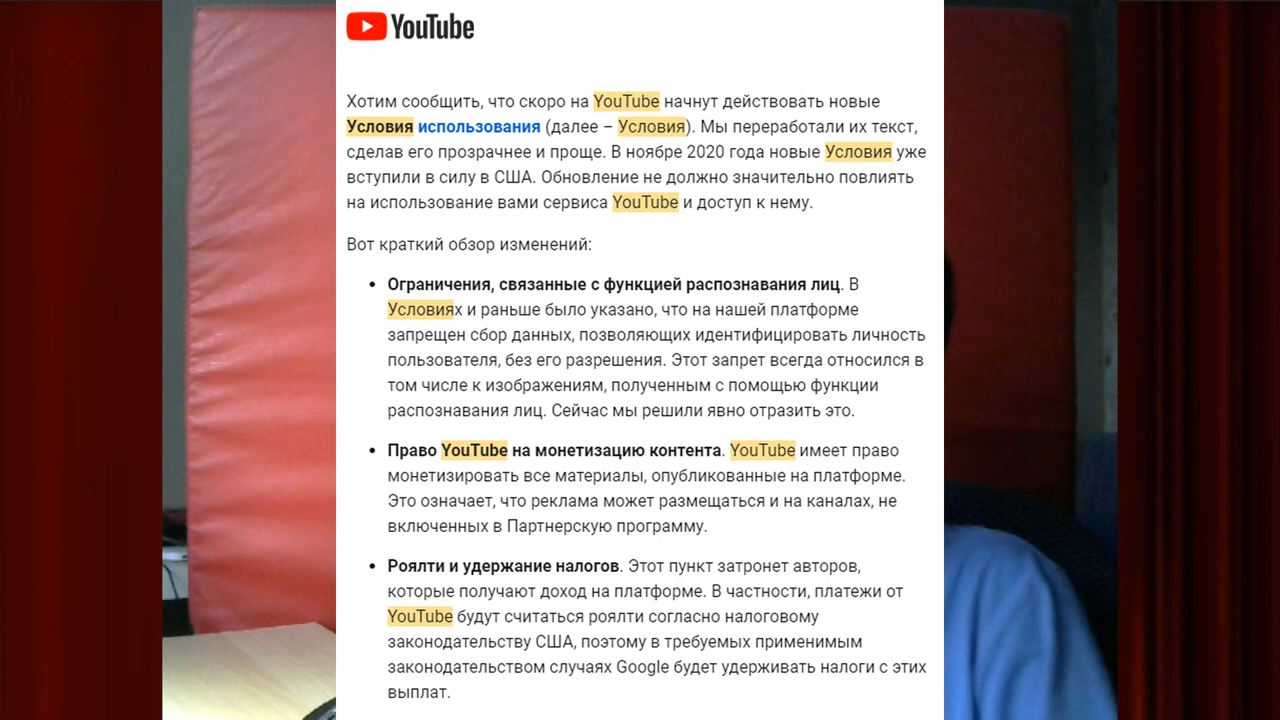 YouTube
Хотим сообщить, что скоро на YouTube начнут действовать новые
Условия использования (далее – Условия). Мы переработали их текст,
сделав его прозрачнее и проще. В ноябре 2020 года новые Условия уже
вступили в силу в США. Обновление не должно значительно повлиять
на использование вами сервиса YouTube и доступ к нему.
Вот краткий обзор изменений:
• Ограничения, связанные с функцией распознавания лиц. В
Условиях и раньше было указано, что на нашей платформе
запрещен сбор данных, позволяющих идентифицировать личность
пользователя, без его разрешения. Этот запрет всегда относился в
том числе к изображениям, полученным с помощью функции
распознавания лиц. Сейчас мы решили явно отразить это.
• Право YouTube на монетизацию контента. YouTube имеет право
монетизировать все материалы, опубликованные на платформе.
Это означает, что реклама может размещаться и на каналах, не
включенных в Партнерскую программу.
• Роялти и удержание налогов. Этот пункт затронет авторов,
которые получают доход на платформе. В частности, платежи от
YouTube будут считаться роялти согласно налоговому
законодательству США, поэтому в требуемых применимым
законодательством случаях Google будет удерживать налоги с этих
выплат.